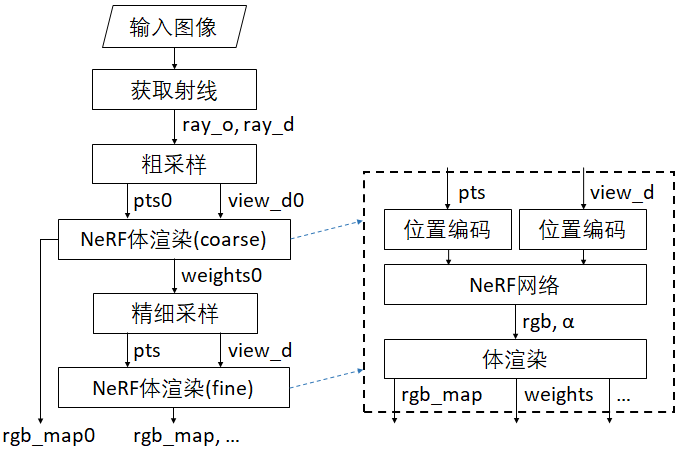 输入图像
获取射线
ray_o, ray_d
粗采样
pts0
view_d0
NeRF体渲染(coarse)
weights0
精细采样
pts
view_d
NeRF体渲染(fine)
rgb_map0
rgb_map, ...
pts
view_d
位置编码
位置编码
NeRF网络
rgb, α
体渲染
rgb_map
weights
...